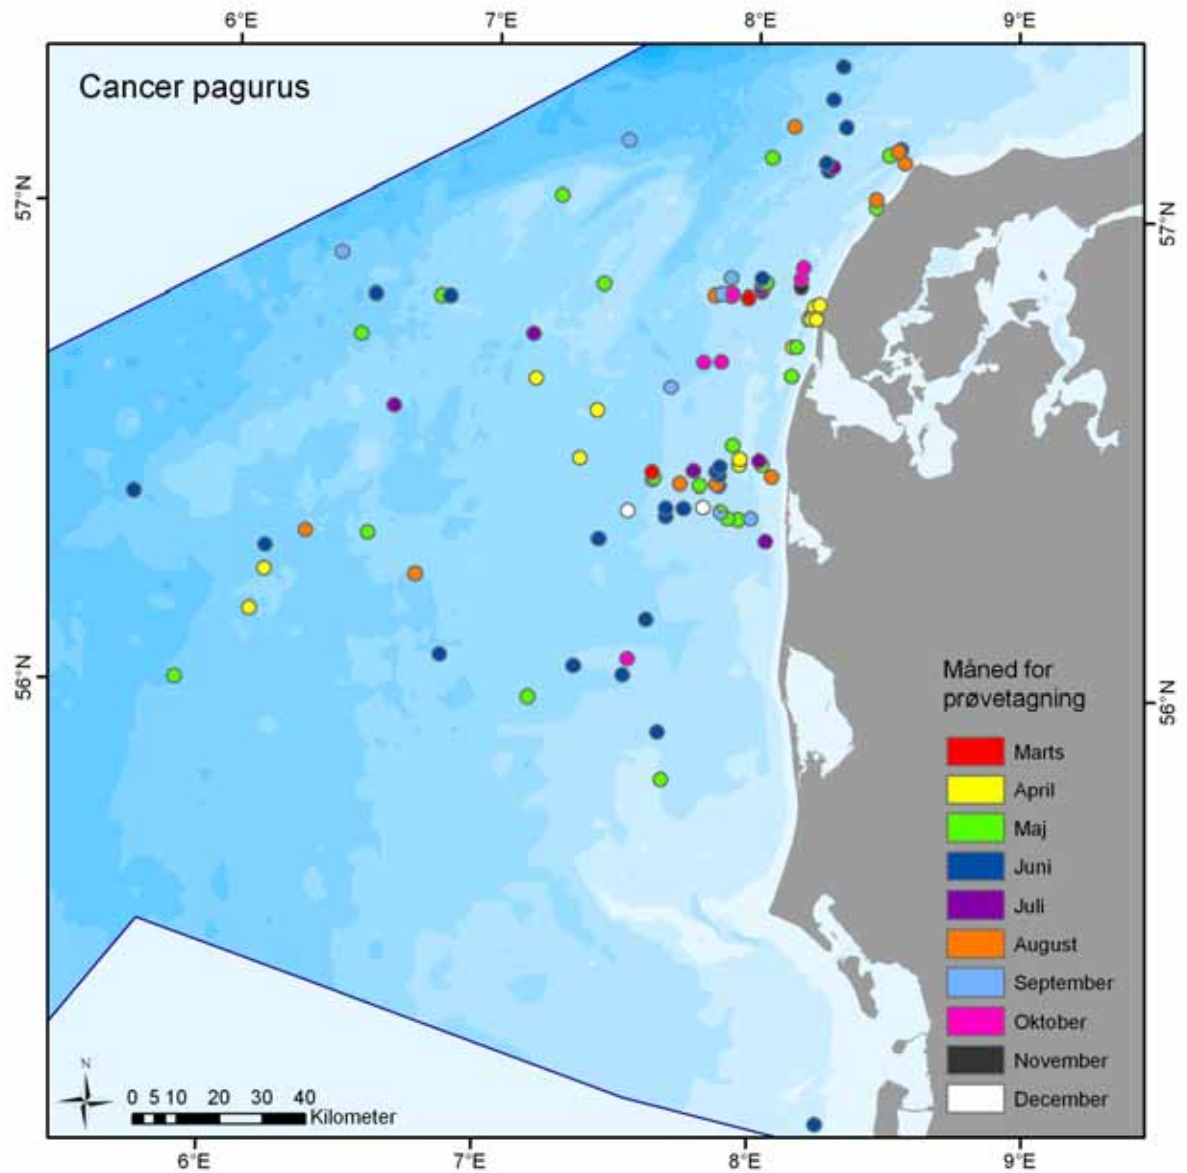 6°E 7°E 8°E 9°E
Cancer pagurus
57°N
57°N
56°N
56°N
Måned for
prøvetagning
Marts
April
Maj
Juni
Juli
August
September
Oktober
November
December
N
0 5 10 20 30 40
Kilometer
6°E 7°E 8°E 9°E